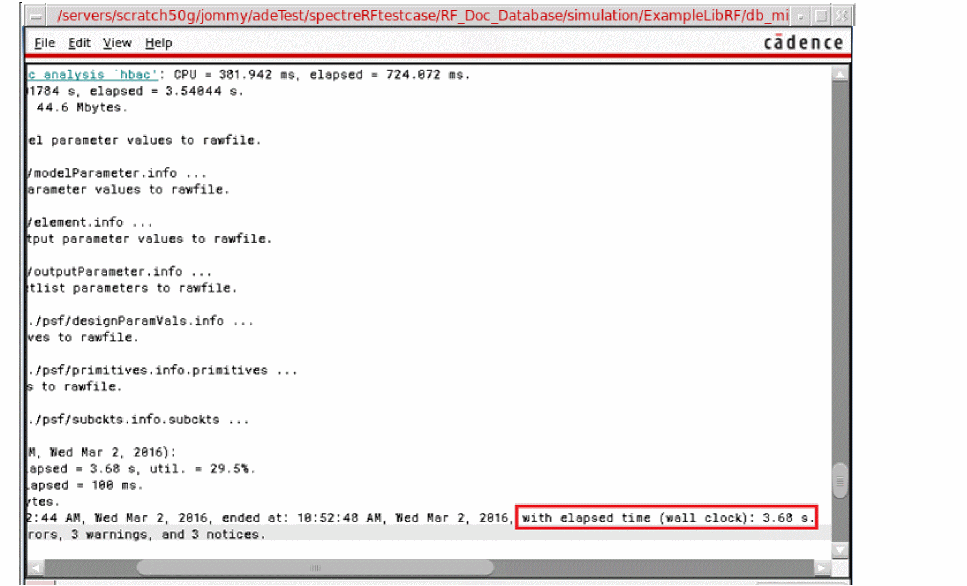 /servers/scratch50g/jommy/adeTest/spectreRFtestcase/RF_Doc_Database/simulation/ExampleLibRF/db_mi
File Edit View Help
cādence
c analysis `hbac': CPU = 381.942 ms, elapsed = 724.072 ms.
01784 s, elapsed = 3.54044 s.
44.6 Mbytes.
el parameter values to rawfile.
/modelParameter.info ...
arameter values to rawfile.
/element.info ...
tput parameter values to rawfile.
/outputParameter.info ...
tlist parameters to rawfile.
./psf/designParamVals.info ...
ves to rawfile.
./psf/primitives.info.primitives ...
s to rawfile.
./psf/subckts.info.subckts ...
M, Wed Mar 2, 2016):
apsed = 3.68 s, util. = 29.5%.
apsed = 100 ms.
ytes.
2:44 AM, Wed Mar 2, 2016, ended at: 10:52:48 AM, Wed Mar 2, 2016, with elapsed time (wall clock): 3.68 s.
rors, 3 warnings, and 3 notices.